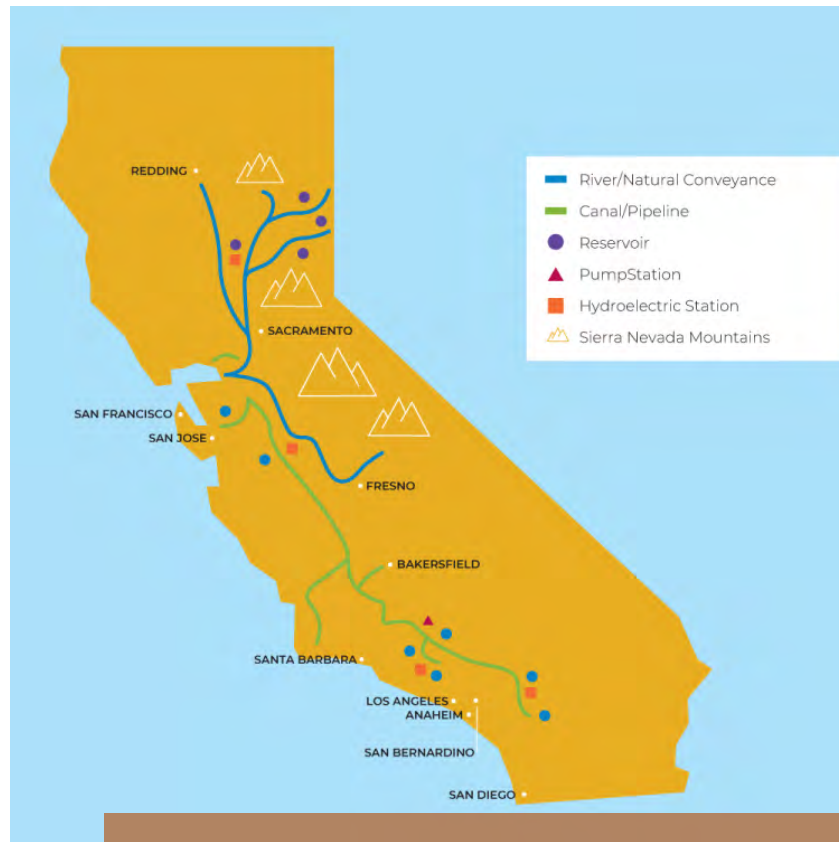 REDDING
River/Natural Conveyance
Canal/Pipeline
Reservoir
PumpStation
Hydroelectric Station
Sierra Nevada Mountains
SACRAMENTO
SAN FRANCISCO
SAN JOSE
FRESNO
BAKERSFIELD
SANTA BARBARA
LOS ANGELES
ANAHEIM
SAN BERNARDINO
SAN DIEGO